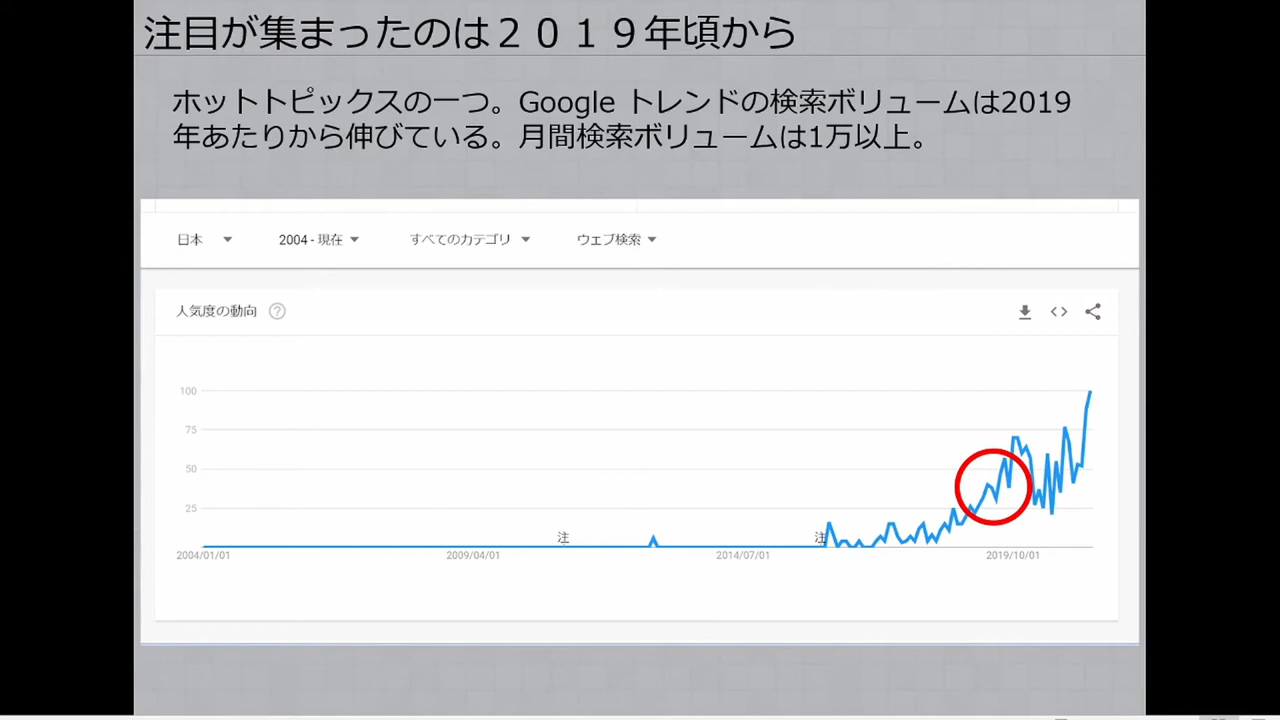 注目が集まったのは２０１９年頃から
ホットトピックスの一つ。Google トレンドの検索ボリュームは2019
年あたりから伸びている。月間検索ボリュームは1万以上。
日本 2004 - 現在 すべてのカテゴリ ウェブ検索
人気度の動向 ?
100
75
50
25
注 注
2004/01/01 2009/04/01 2014/07/01 2019/10/01